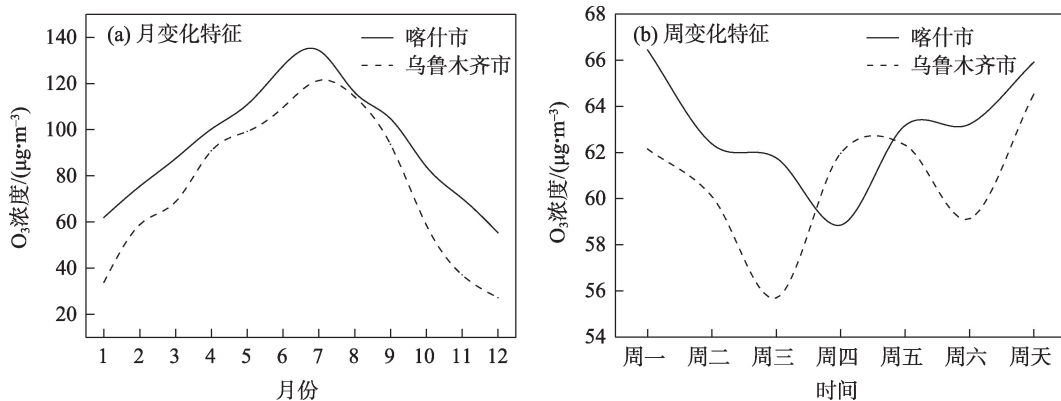 (a) 月变化特征
喀什市
乌鲁木齐市
O₃浓度/(μg·m⁻³)
140
120
100
80
60
40
20
1 2 3 4 5 6 7 8 9 10 11 12
月份
(b) 周变化特征
喀什市
乌鲁木齐市
O₃浓度/(μg·m⁻³)
68
66
64
62
60
58
56
54
周一 周二 周三 周四 周五 周六 周天
时间